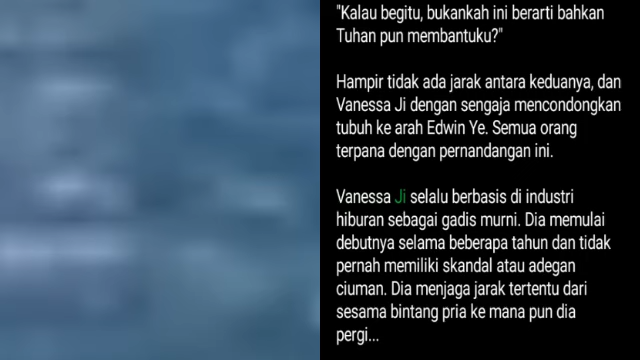 "Kalau begitu, bukankah ini berarti bahkan
Tuhan pun membantuku?"
Hampir tidak ada jarak antara keduanya, dan
Vanessa Ji dengan sengaja mencondongkan
tubuh ke arah Edwin Ye. Semua orang
terpana dengan pernandangan ini.
Vanessa Ji selalu berbasis di industri
hiburan sebagai gadis murni. Dia memulai
debutnya selama beberapa tahun dan tidak
pernah memiliki skandal atau adegan
ciuman. Dia menjaga jarak tertentu dari
sesama bintang pria ke mana pun dia
pergi...